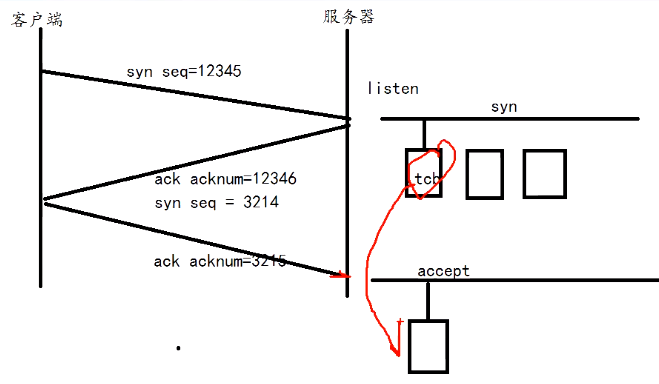 客户端
服务器
syn seq=12345
listen
syn
ack acknum=12346
syn seq = 3214
tcb
ack acknum=3215
accept